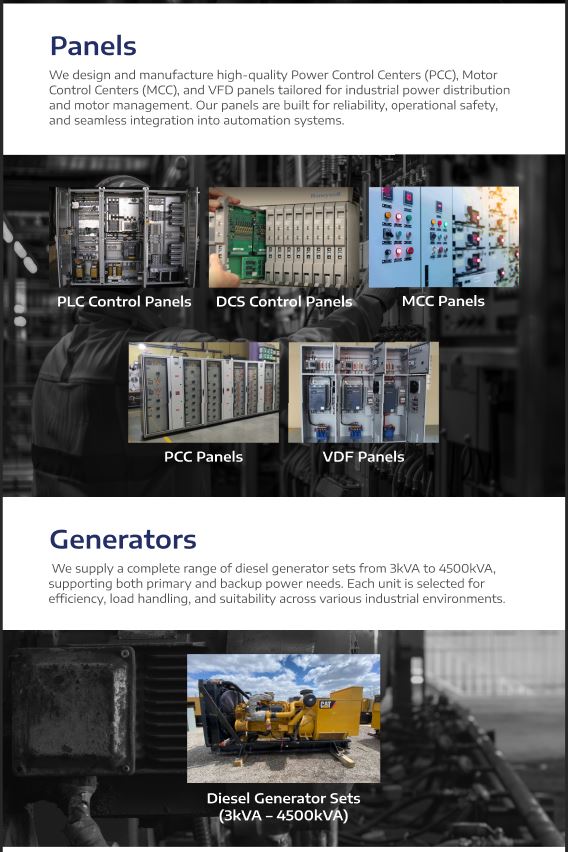 Panels
We design and manufacture high-quality Power Control Centers (PCC), Motor
Control Centers (MCC), and VFD panels tailored for industrial power distribution
and motor management. Our panels are built for reliability, operational safety,
and seamless integration into automation systems.
Honeywell
PLC Control Panels
DCS Control Panels
MCC Panels
PCC Panels
VDF Panels
Generators
We supply a complete range of diesel generator sets from 3kVA to 4500kVA,
supporting both primary and backup power needs. Each unit is selected for
efficiency, load handling, and suitability across various industrial environments.
CAT
Diesel Generator Sets
(3kVA – 4500kVA)